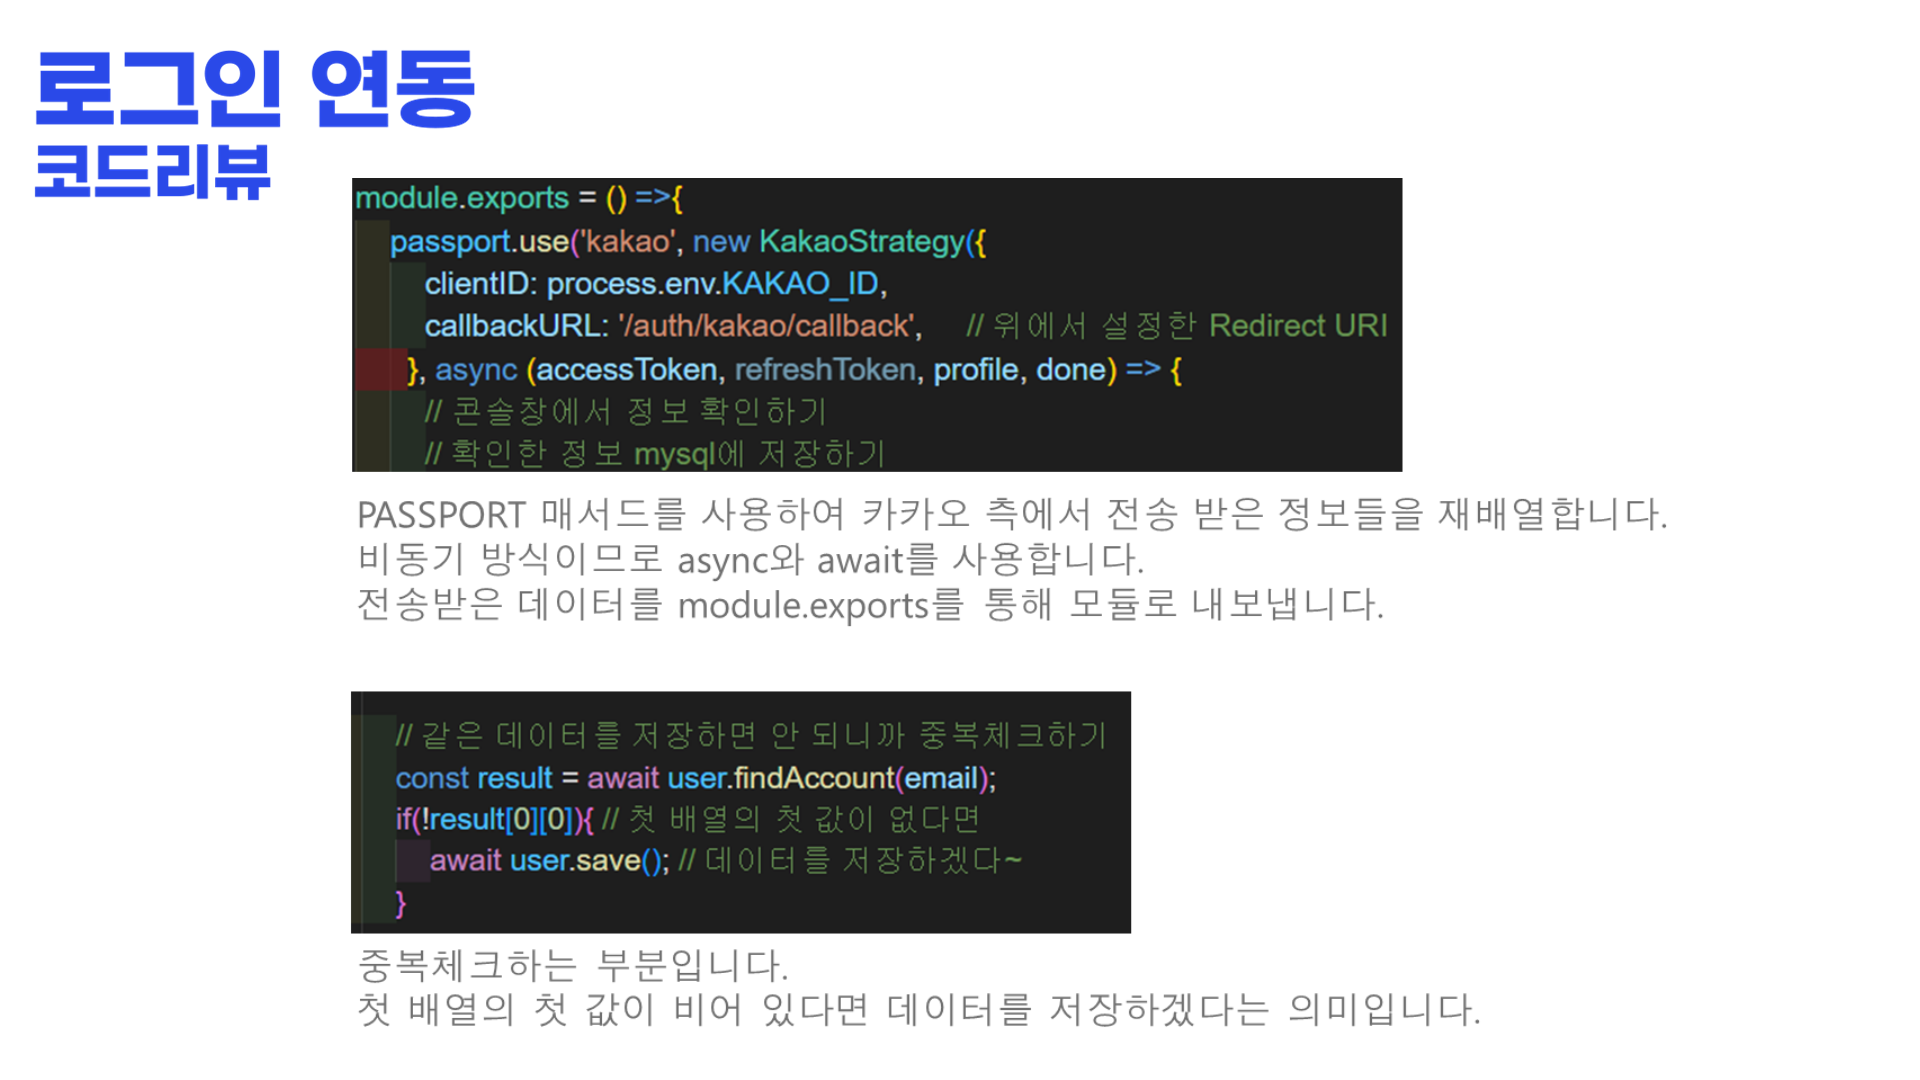 로그인 연동
코드리뷰
module.exports = () =>{
passport.use('kakao', new KakaoStrategy({
clientID: process.env.KAKAO_ID,
callbackURL: '/auth/kakao/callback', // 위에서 설정한 Redirect URI
}, async (accessToken, refreshToken, profile, done) => {
// 콘솔창에서 정보 확인하기
// 확인한 정보 mysql에 저장하기
PASSPORT 매서드를 사용하여 카카오 측에서 전송 받은 정보들을 재배열합니다.
비동기 방식이므로 async와 await를 사용합니다.
전송받은 데이터를 module.exports를 통해 모듈로 내보냅니다.
// 같은 데이터를 저장하면 안 되니까 중복체크하기
const result = await user.findAccount(email);
if(!result[0][0]){ // 첫 배열의 첫 값이 없다면
await user.save(); // 데이터를 저장하겠다~
}
중복체크하는 부분입니다.
첫 배열의 첫 값이 비어 있다면 데이터를 저장하겠다는 의미입니다.